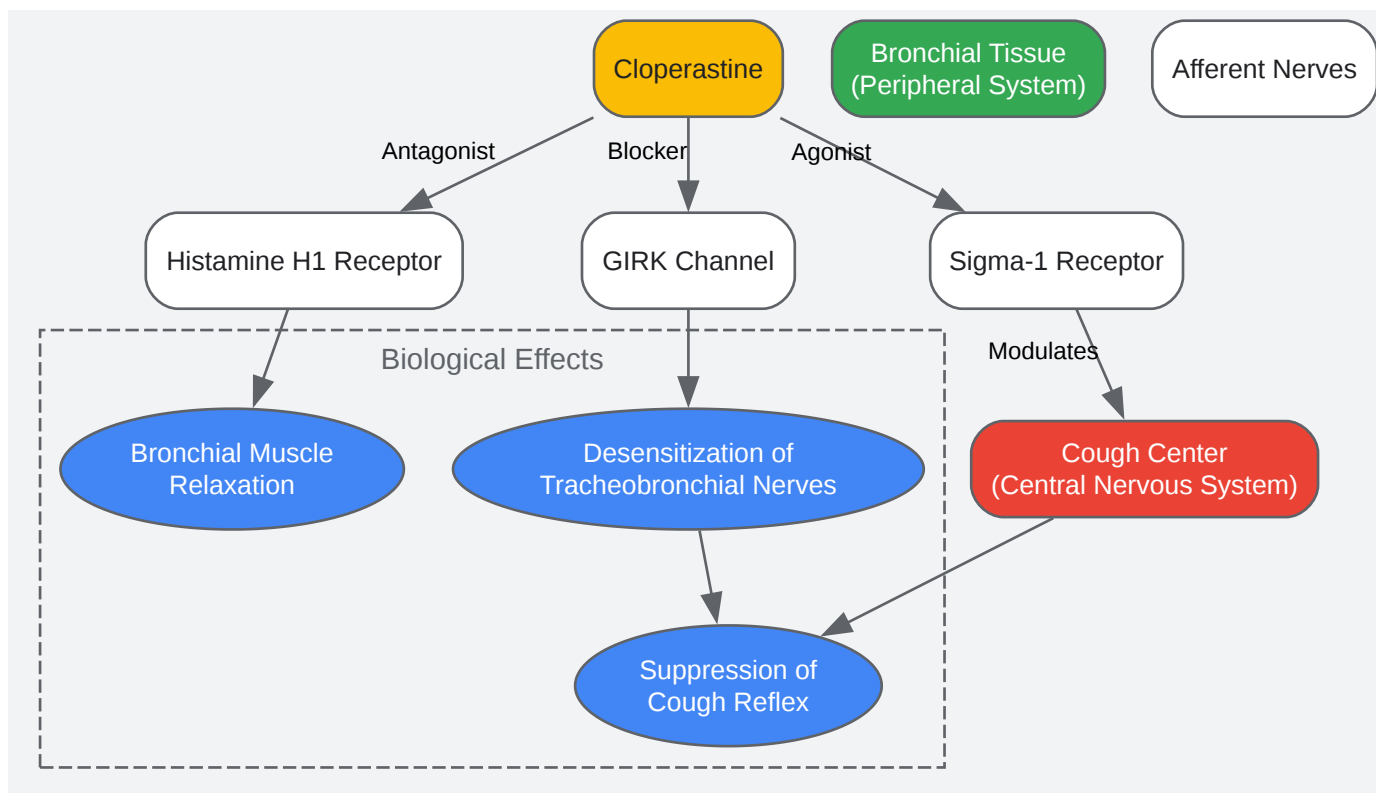 Cloperastine
Bronchial Tissue
(Peripheral System)
Afferent Nerves
Antagonist
Blocker
Agonist
Histamine H1 Receptor
GIRK Channel
Sigma-1 Receptor
Biological Effects
Modulates
Bronchial Muscle
Relaxation
Desensitization of
Tracheobronchial Nerves
Cough Center
(Central Nervous System)
Suppression of
Cough Reflex